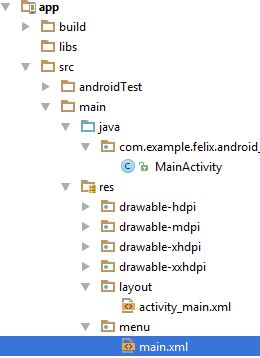 app
build
libs
src
androidTest
main
java
com.example.felix.android_
MainActivity
res
drawable-hdpi
drawable-mdpi
drawable-xhdpi
drawable-xxhdpi
layout
activity_main.xml
menu
main.xml